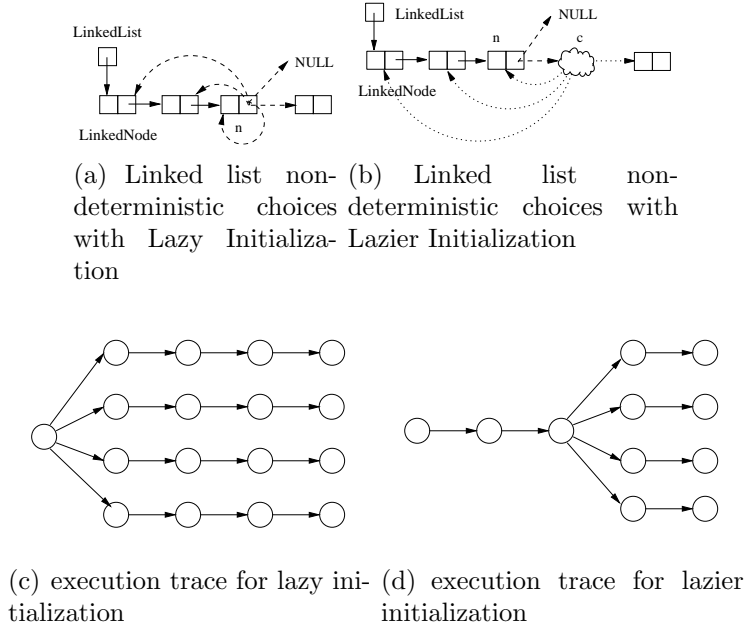 LinkedList
NULL
n
LinkedNode
LinkedList
NULL
n
c
LinkedNode
(a) Linked list non-
deterministic choices
with Lazy Initializa-
tion
(b) Linked list non-
deterministic choices with
Lazier Initialization
(c) execution trace for lazy ini-
tialization
(d) execution trace for lazier
initialization